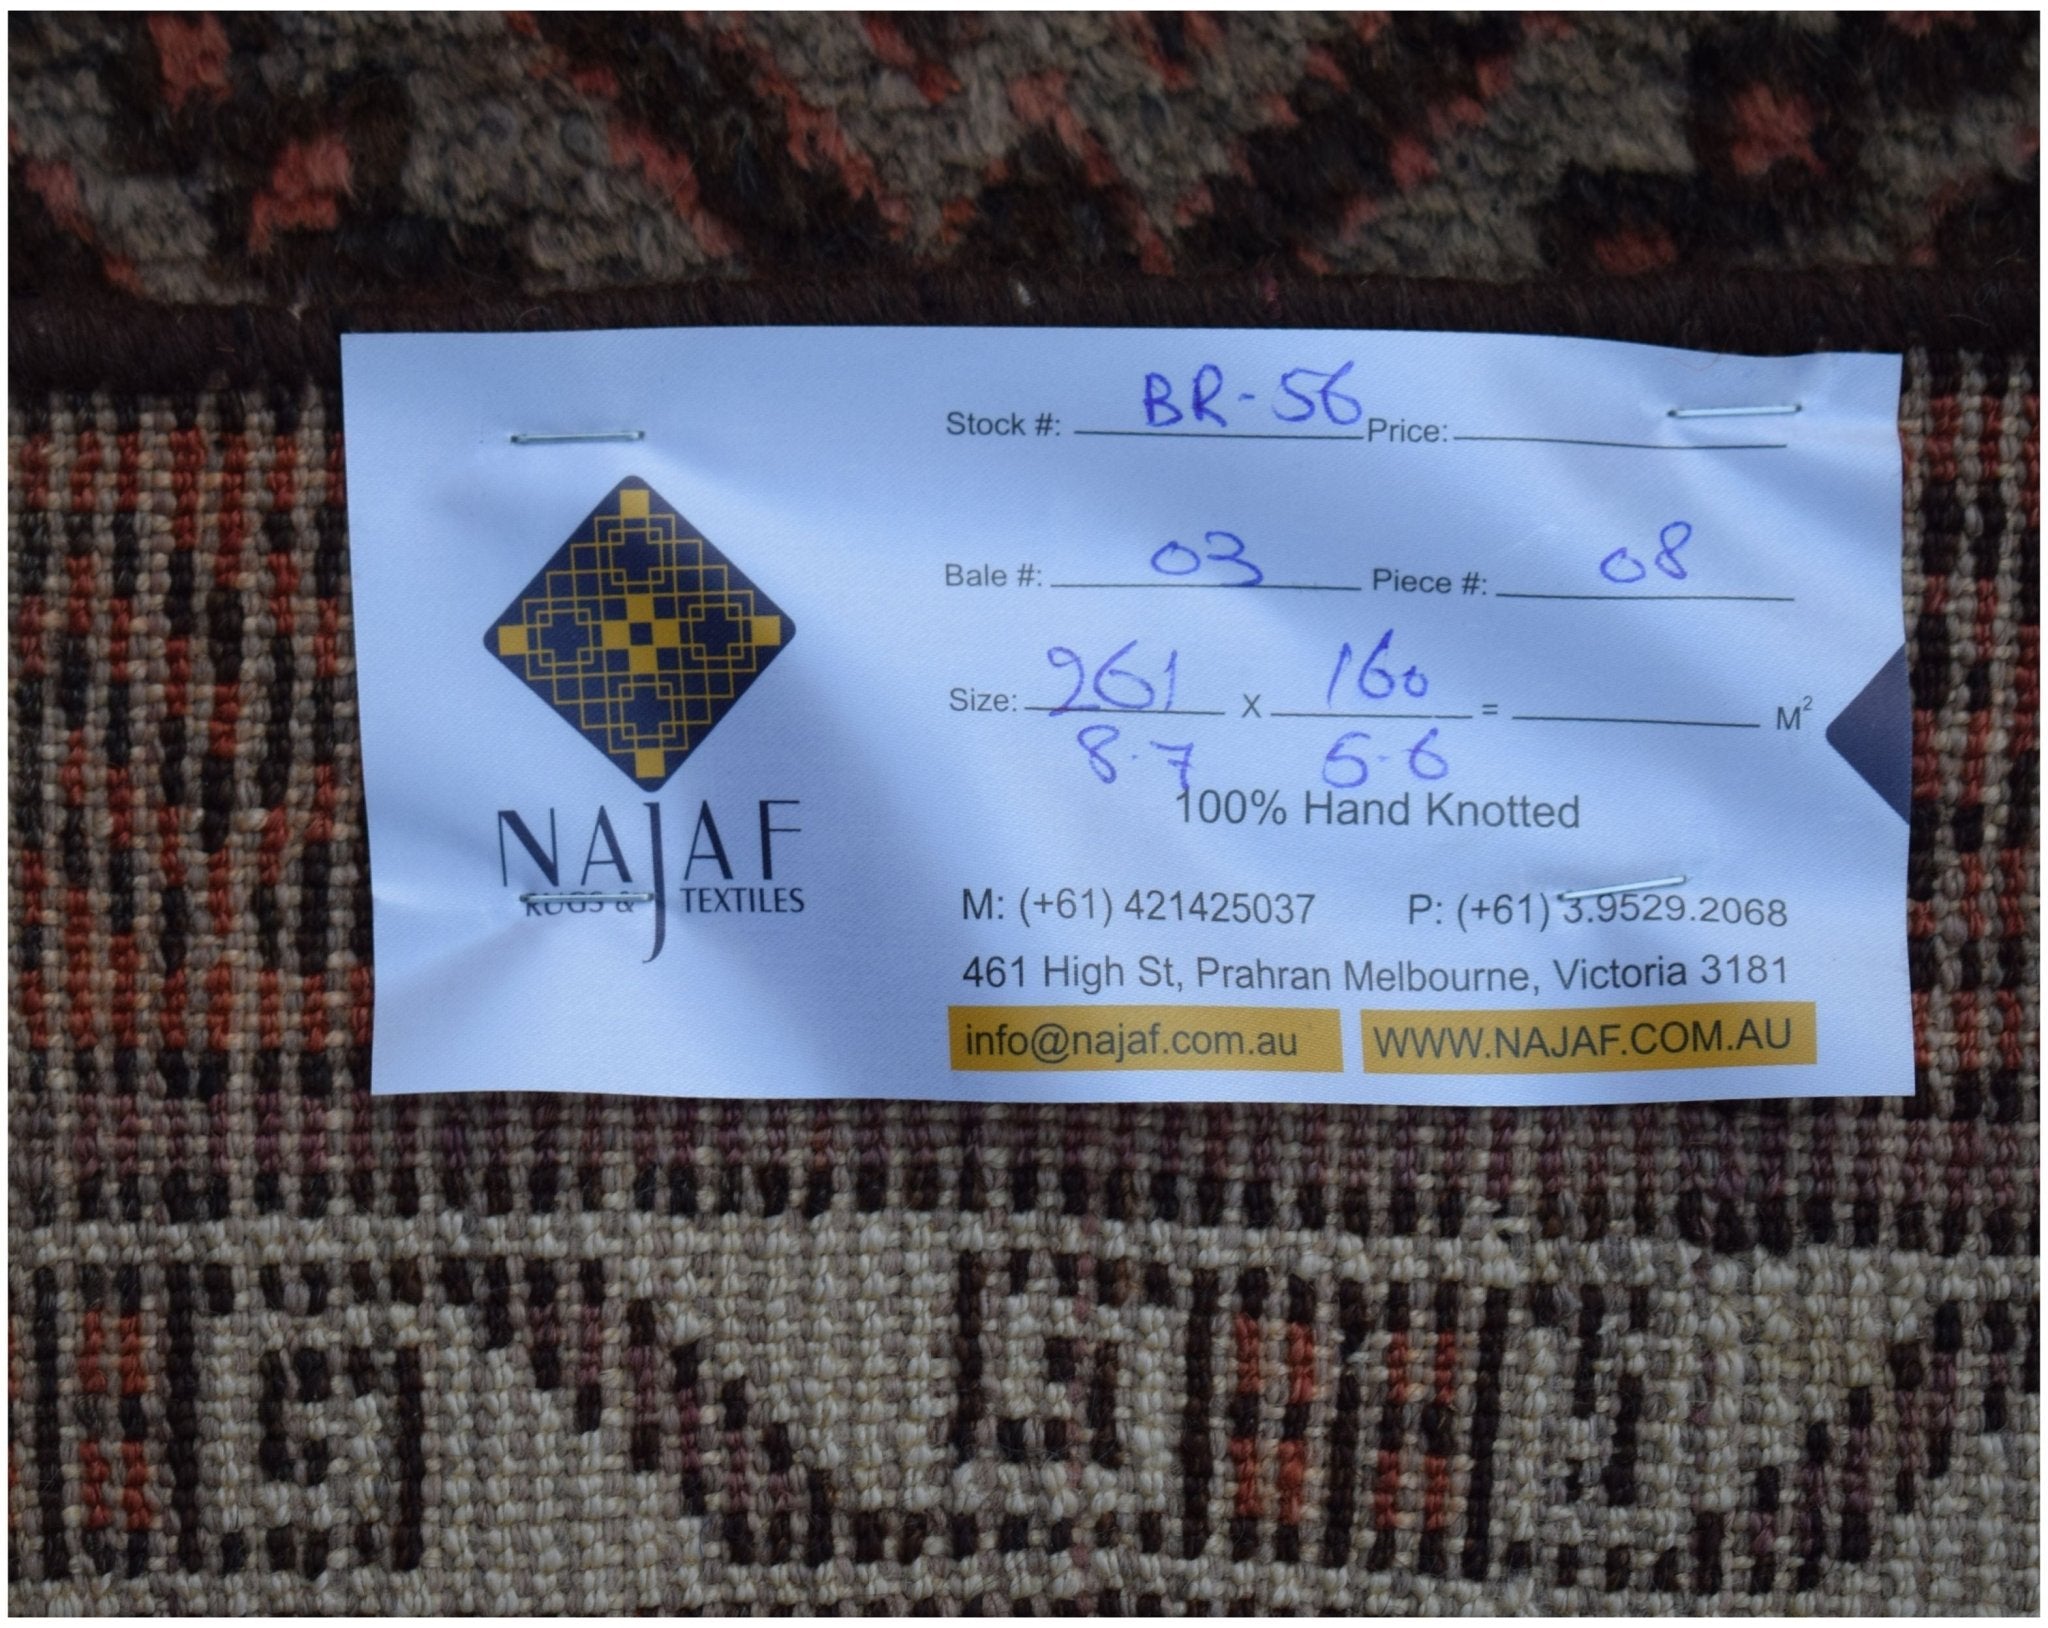 Stock #: BR-56 Price:
Bale #: 03 Piece #: 08
Size: 261 X 160 = M²
8.7 5.6
100% Hand Knotted
NAJAF
RUGS & TEXTILES
M: (+61) 421425037 P: (+61) 3.9529.2068
461 High St, Prahran Melbourne, Victoria 3181
info@najaf.com.au WWW.NAJAF.COM.AU